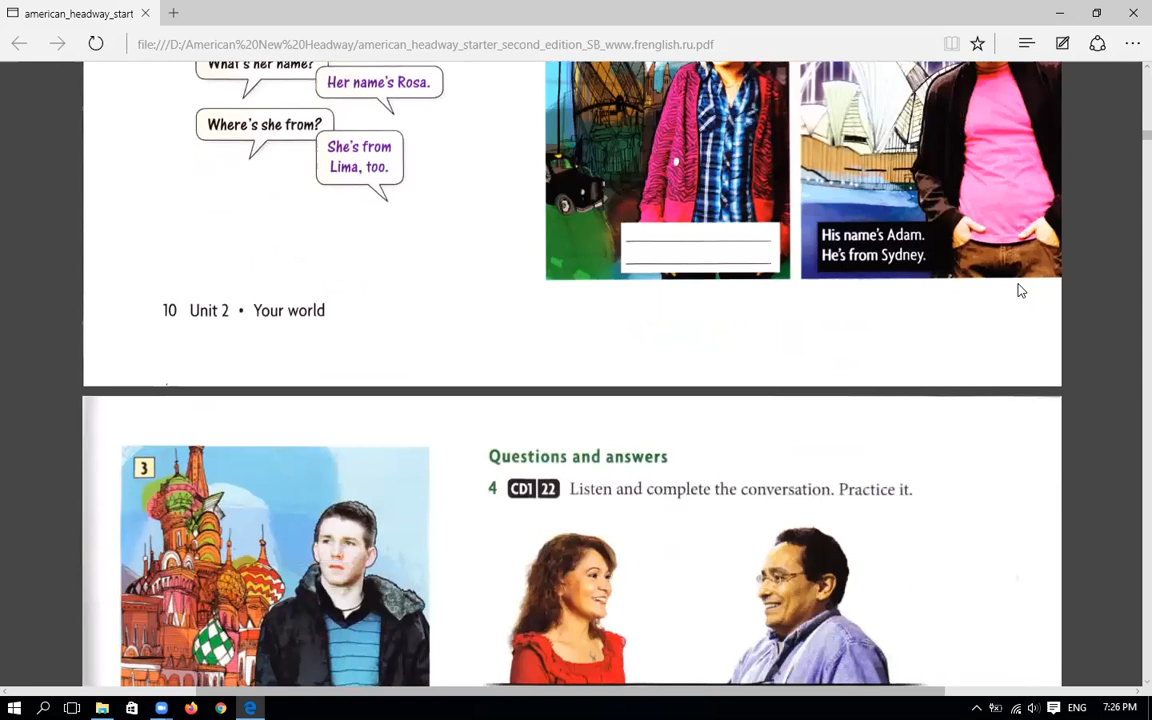 american_headway_start
file:///D:/American%20New%20Headway/american_headway_starter_second_edition_SB_www.frenglish.ru.pdf
What's her name?
Her name's Rosa.
Where's she from?
She's from
Lima, too.
His name's Adam.
He's from Sydney.
10 Unit 2 • Your world
3
Questions and answers
4 CD1 22 Listen and complete the conversation. Practice it.
ENG 7:26 PM